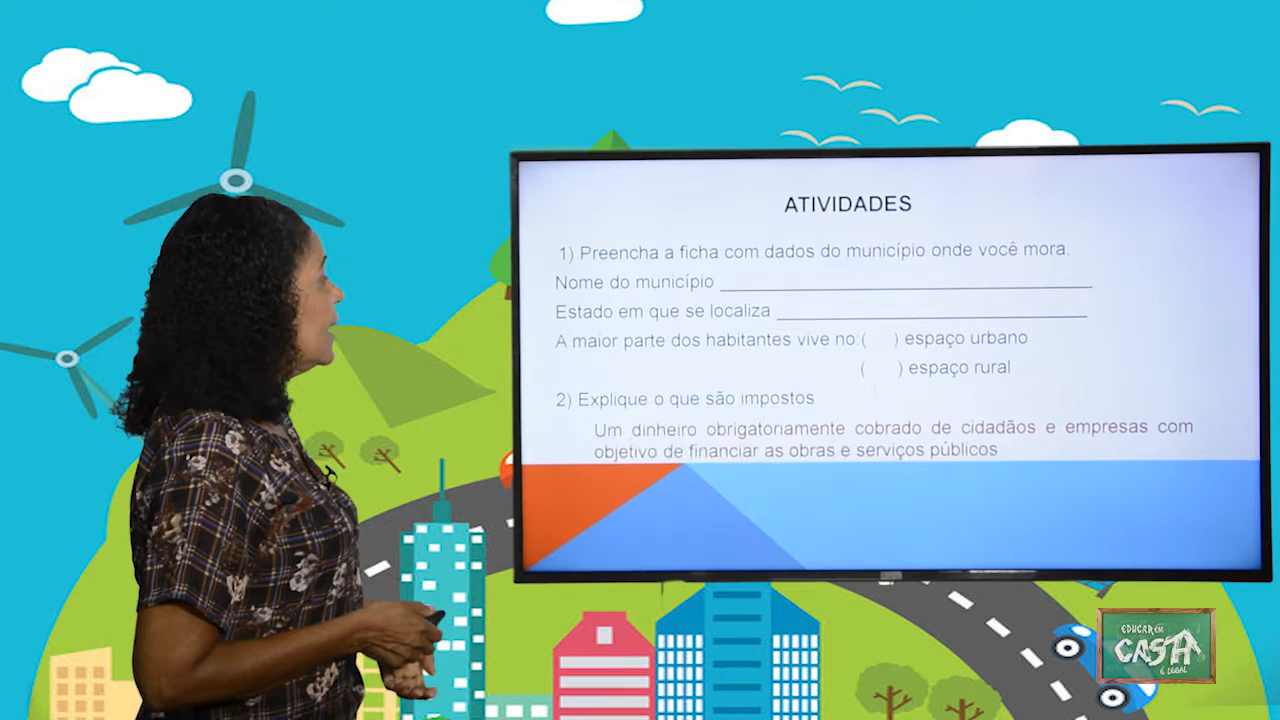 ATIVIDADES
1) Preencha a ficha com dados do município onde você mora.
Nome do município ______________________________
Estado em que se localiza _________________________
A maior parte dos habitantes vive no:(     ) espaço urbano
(     ) espaço rural
2) Explique o que são impostos
Um dinheiro obrigatoriamente cobrado de cidadãos e empresas com
objetivo de financiar as obras e serviços públicos
EDUCAR EM
CASA
É LEGAL